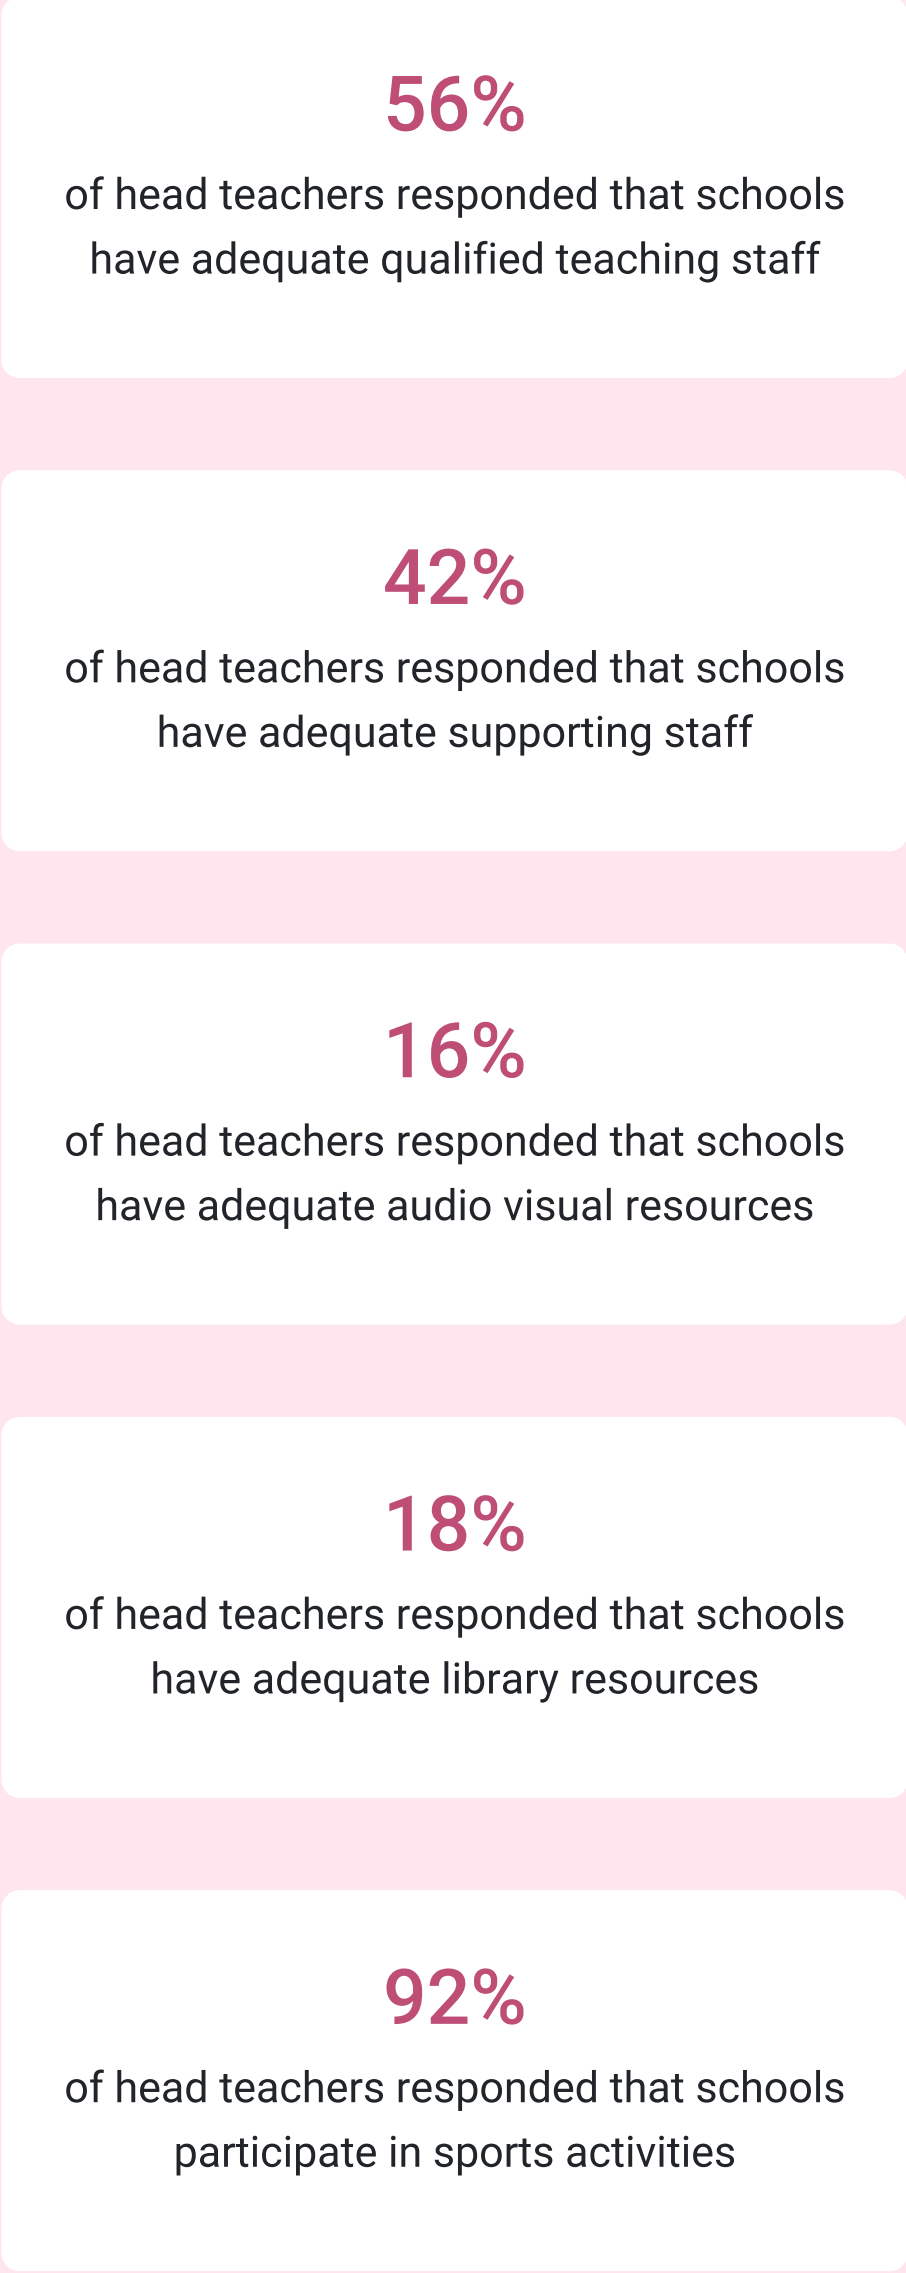 56%
of head teachers responded that schools
have adequate qualified teaching staff
42%
of head teachers responded that schools
have adequate supporting staff
16%
of head teachers responded that schools
have adequate audio visual resources
18%
of head teachers responded that schools
have adequate library resources
92%
of head teachers responded that schools
participate in sports activities